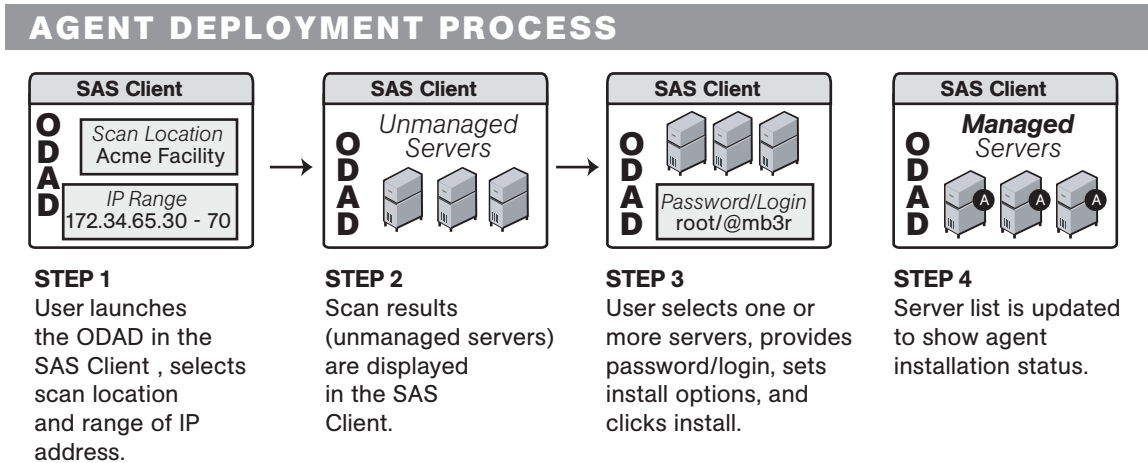 AGENT DEPLOYMENT PROCESS
SAS Client
ODAD
Scan Location
Acme Facility
IP Range
172.34.65.30 - 70
SAS Client
ODAD
Unmanaged
Servers
SAS Client
ODAD
Password/Login
root/@mb3r
SAS Client
ODAD
Managed
Servers
A
A
A
STEP 1
User launches
the ODAD in the
SAS Client , selects
scan location
and range of IP
address.
STEP 2
Scan results
(unmanaged servers)
are displayed
in the SAS
Client.
STEP 3
User selects one or
more servers, provides
password/login, sets
install options, and
clicks install.
STEP 4
Server list is updated
to show agent
installation status.